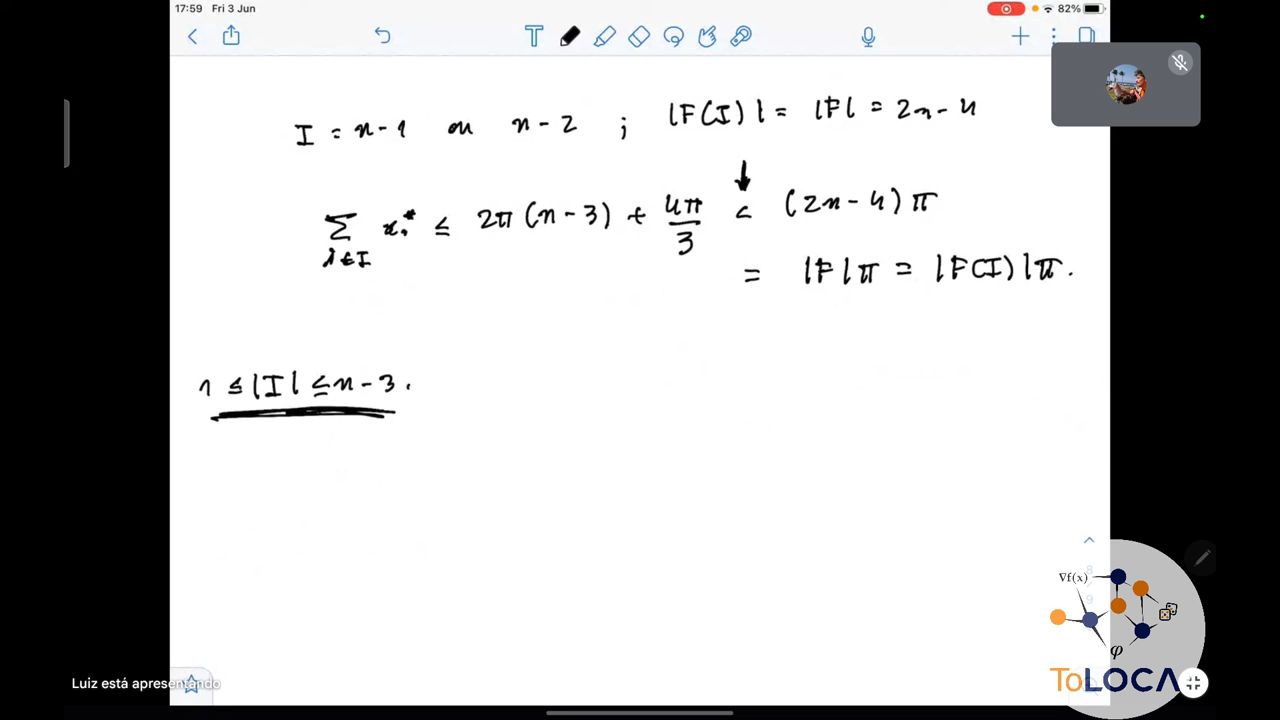 17:59 Fri 3 Jun
82%
I = n-1 ou n-2 ; |F(I)| = |F| = 2n-4
∑ x_i* ≤ 2π(n-3) + 4π/3 < (2n-4)π
i∈I
= |F|π = |F(I)|π.
1 ≤ |I| ≤ n-3.
∇f(x)
φ
ToLOCA
Luiz está apresentando